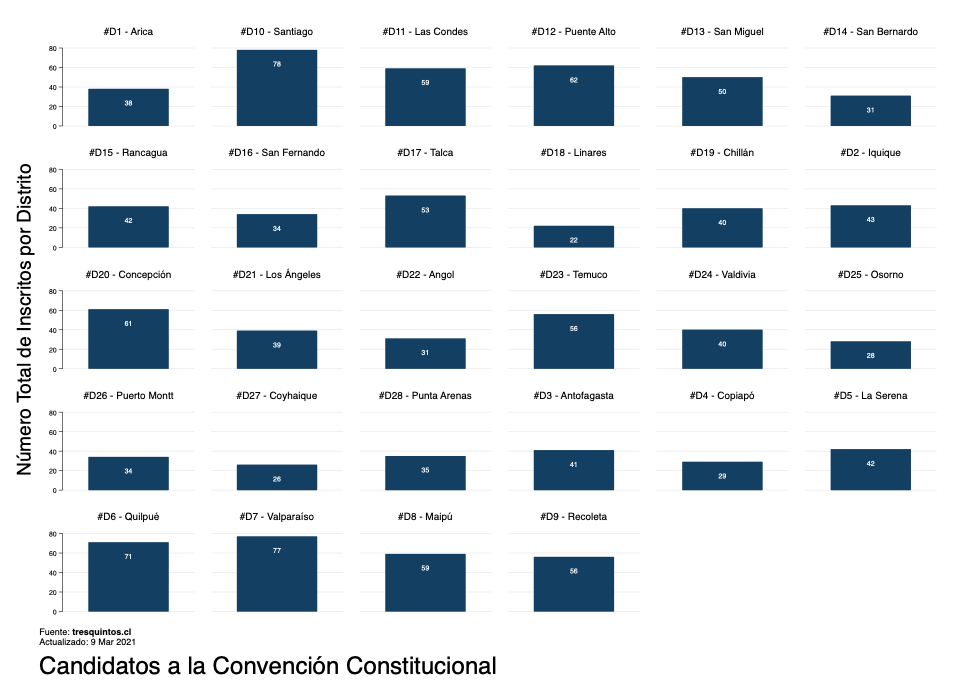 #D1 - Arica #D10 - Santiago #D11 - Las Condes #D12 - Puente Alto #D13 - San Miguel #D14 - San Bernardo
80
60
40
20
0
38 78 59 62 50 31
#D15 - Rancagua #D16 - San Fernando #D17 - Talca #D18 - Linares #D19 - Chillán #D2 - Iquique
80
60
40
20
0
42 34 53 22 40 43
#D20 - Concepción #D21 - Los Ángeles #D22 - Angol #D23 - Temuco #D24 - Valdivia #D25 - Osorno
80
60
40
20
0
61 39 31 56 40 28
#D26 - Puerto Montt #D27 - Coyhaique #D28 - Punta Arenas #D3 - Antofagasta #D4 - Copiapó #D5 - La Serena
80
60
40
20
0
34 26 35 41 29 42
#D6 - Quilpué #D7 - Valparaíso #D8 - Maipú #D9 - Recoleta
80
60
40
20
0
71 77 59 56
Número Total de Inscritos por Distrito
Fuente: tresquintos.cl
Actualizado: 9 Mar 2021
Candidatos a la Convención Constitucional